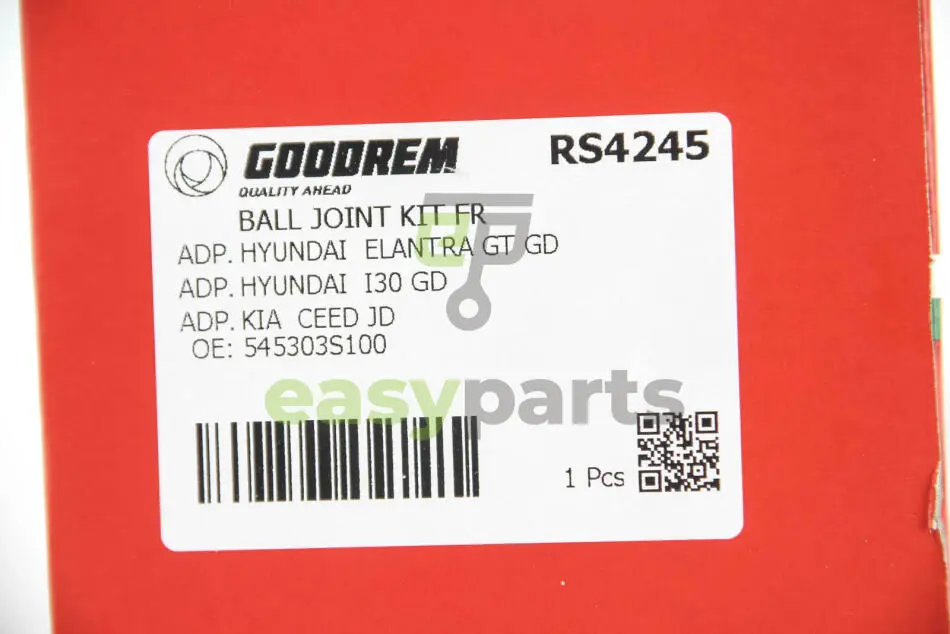 GOODREM RS4245
QUALITY AHEAD
BALL JOINT KIT FR
ADP. HYUNDAI ELANTRA GT GD
ADP. HYUNDAI I30 GD
ADP. KIA CEED JD
OE: 545303S100
easyparts
1 Pcs